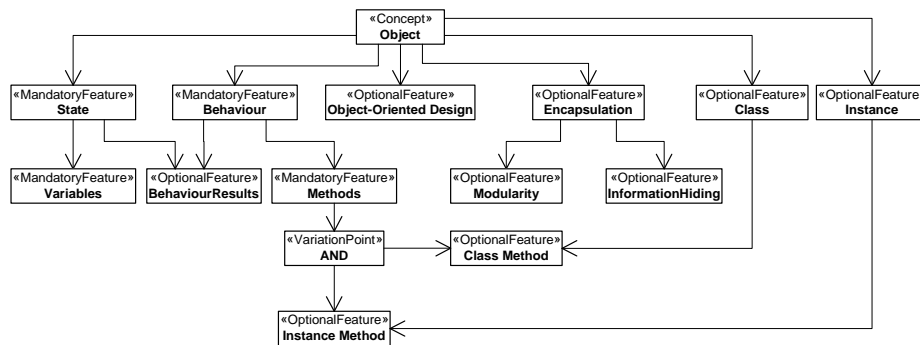 «Concept»
Object
«MandatoryFeature»
State
«MandatoryFeature»
Behaviour
«OptionalFeature»
Object-Oriented Design
«OptionalFeature»
Encapsulation
«OptionalFeature»
Class
«OptionalFeature»
Instance
«MandatoryFeature»
Variables
«OptionalFeature»
BehaviourResults
«MandatoryFeature»
Methods
«OptionalFeature»
Modularity
«OptionalFeature»
InformationHiding
«VariationPoint»
AND
«OptionalFeature»
Class Method
«OptionalFeature»
Instance Method